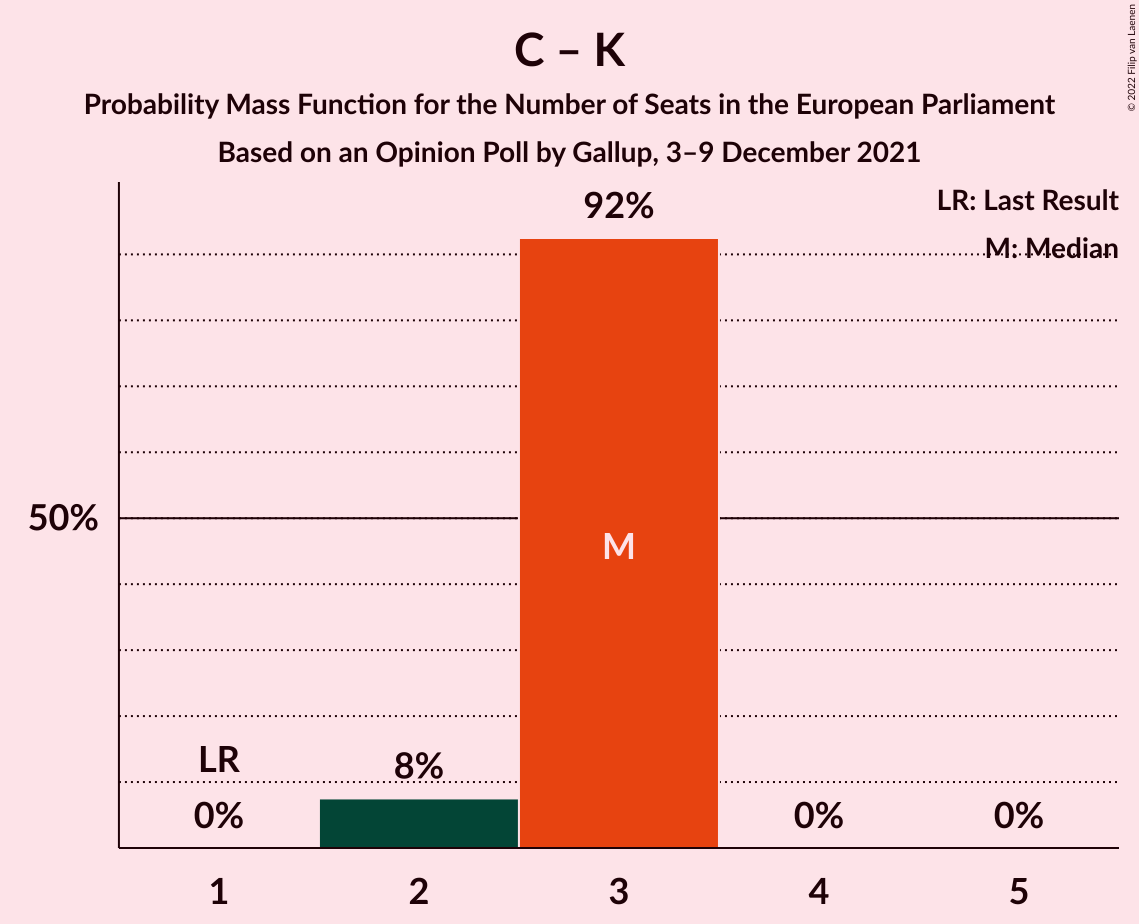 C – K
Probability Mass Function for the Number of Seats in the European Parliament
Based on an Opinion Poll by Gallup, 3–9 December 2021
© 2022 Filip van Laenen
92%
LR: Last Result
M: Median
50%
M
LR
8%
0%
0%
0%
1
2
3
4
5